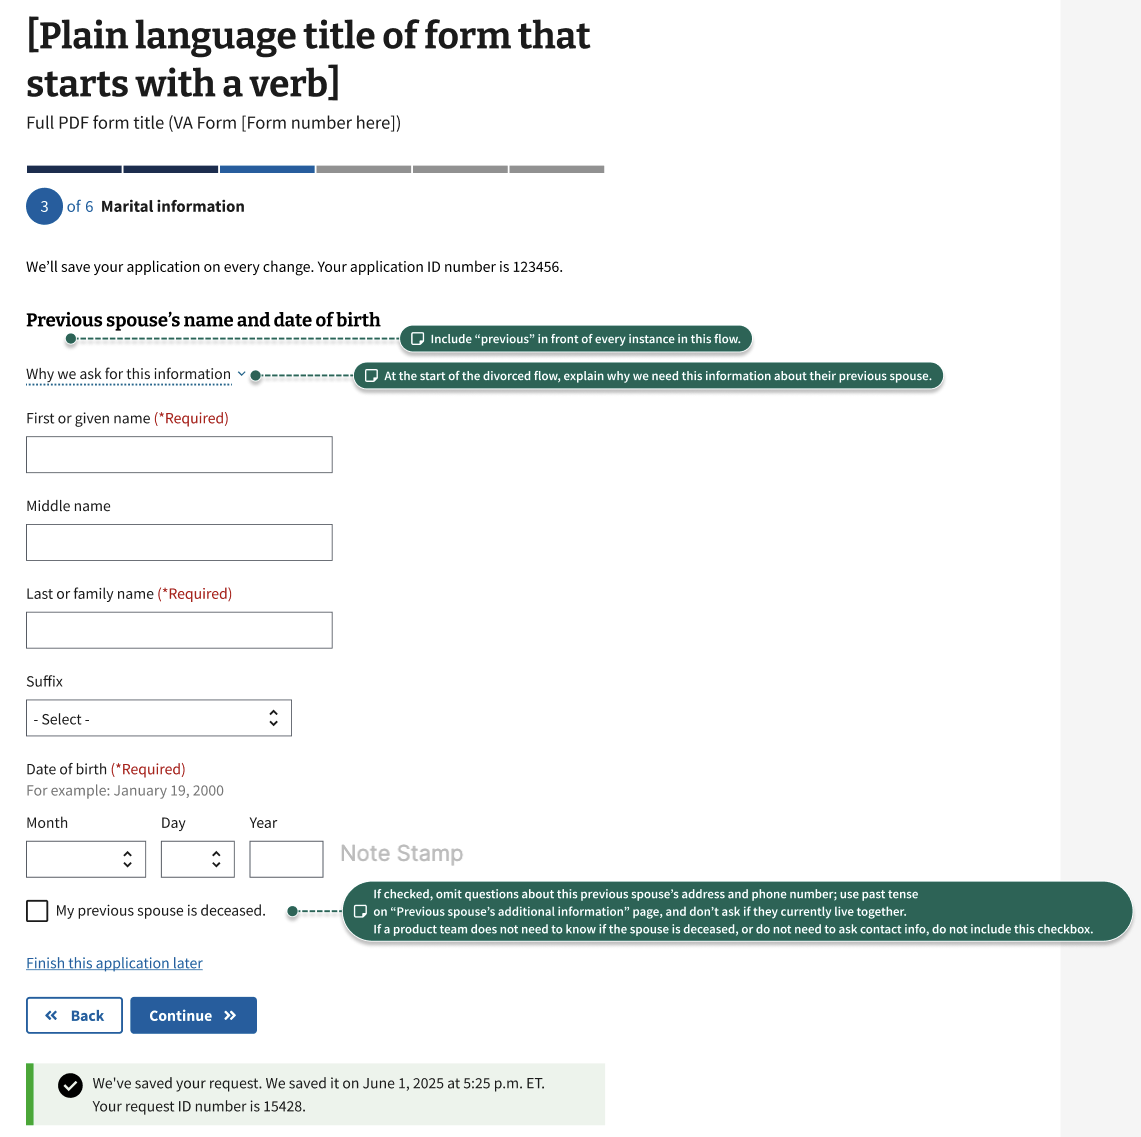 [Plain language title of form that
starts with a verb]
Full PDF form title (VA Form [Form number here])
3 of 6 Marital information
We’ll save your application on every change. Your application ID number is 123456.
Previous spouse’s name and date of birth
Include “previous” in front of every instance in this flow.
Why we ask for this information
At the start of the divorced flow, explain why we need this information about their previous spouse.
First or given name (*Required)
Middle name
Last or family name (*Required)
Suffix
- Select -
Date of birth (*Required)
For example: January 19, 2000
Month Day Year
Note Stamp
My previous spouse is deceased.
If checked, omit questions about this previous spouse’s address and phone number; use past tense
on “Previous spouse’s additional information” page, and don’t ask if they currently live together.
If a product team does not need to know if the spouse is deceased, or do not need to ask contact info, do not include this checkbox.
Finish this application later
Back
Continue
We've saved your request. We saved it on June 1, 2025 at 5:25 p.m. ET.
Your request ID number is 15428.